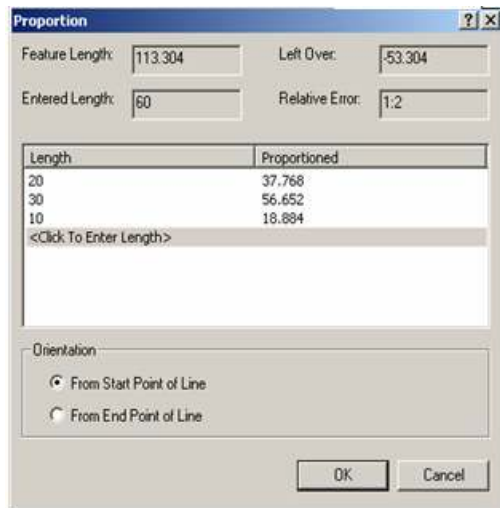 Proportion
Feature Length: 113.304 Left Over: -53.304
Entered Length: 60 Relative Error: 1:2
Length Proportioned
20 37.768
30 56.652
10 18.884
<Click To Enter Length>
Orientation
From Start Point of Line
From End Point of Line
OK Cancel